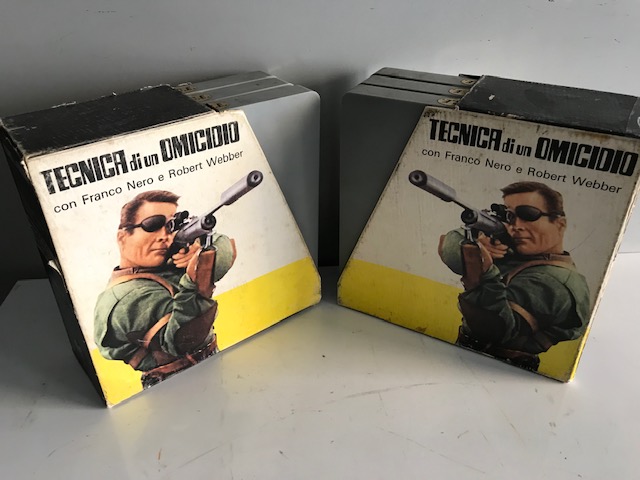 TECNICA di un OMICIDIO
con Franco Nero e Robert Webber
TECNICA di un OMICIDIO
con Franco Nero e Robert Webber